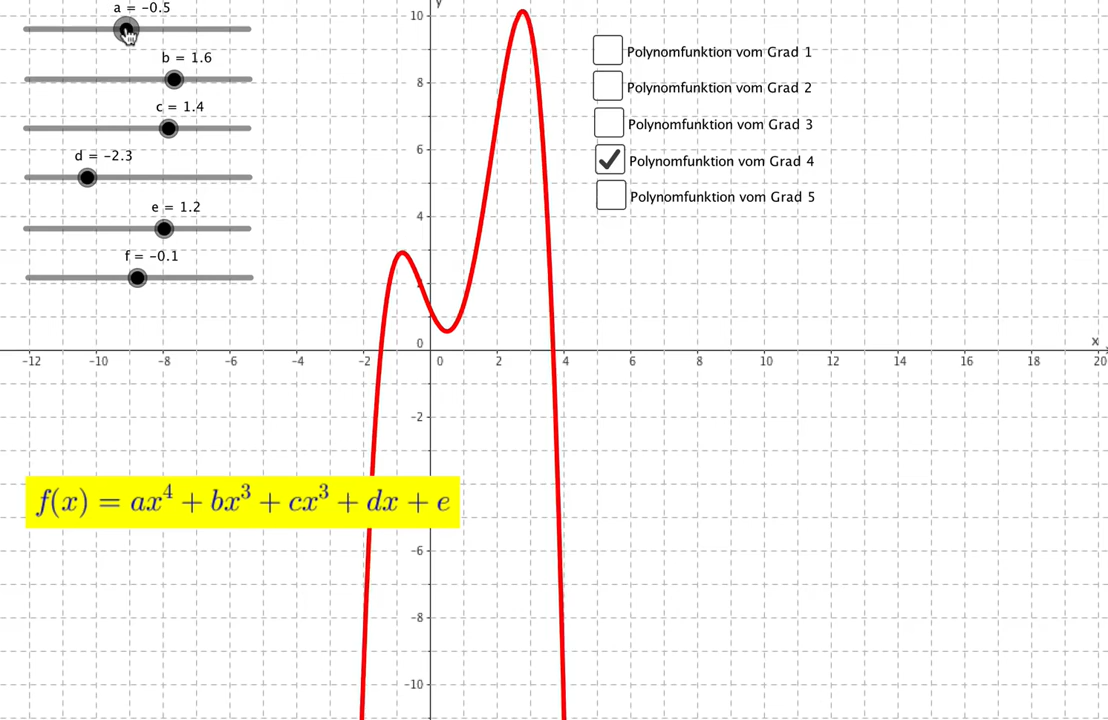 a = −0.5
b = 1.6
c = 1.4
d = −2.3
e = 1.2
f = −0.1
Polynomfunktion vom Grad 1
Polynomfunktion vom Grad 2
Polynomfunktion vom Grad 3
Polynomfunktion vom Grad 4
Polynomfunktion vom Grad 5
y
10
8
6
4
0
−2
−6
−8
−10
−12 −10 −8 −6 −4 −2 0 2 4 6 8 10 12 14 16 18 20
x
f(x) = ax⁴ + bx³ + cx³ + dx + e